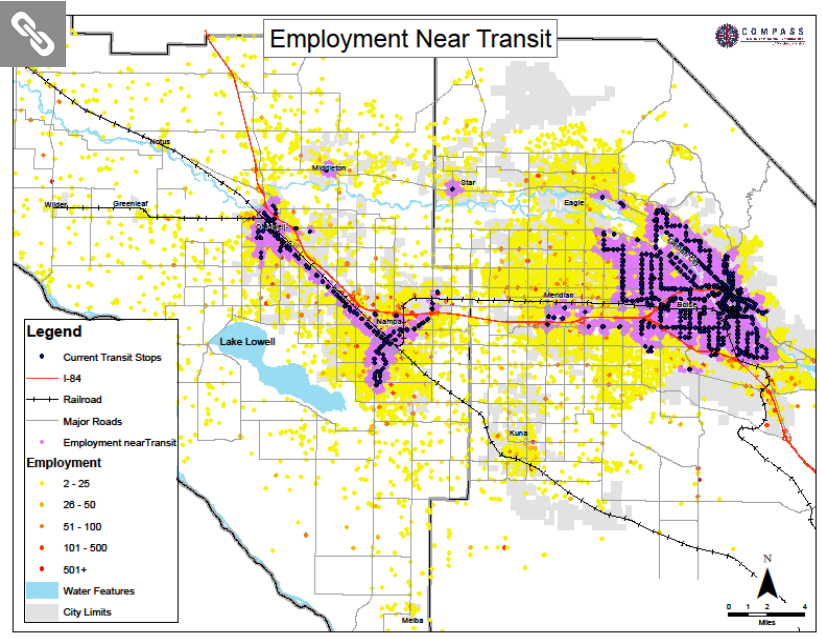 Employment Near Transit
COMPASS
Notus
Middleton
Star
Wilder
Greenleaf
Eagle
Meridian
Boise
Nampa
Lake Lowell
Kuna
Melba
Legend
Current Transit Stops
I-84
Railroad
Major Roads
Employment nearTransit
Employment
2 - 25
26 - 50
51 - 100
101 - 500
501+
Water Features
City Limits
N
0 1 2 4
Miles